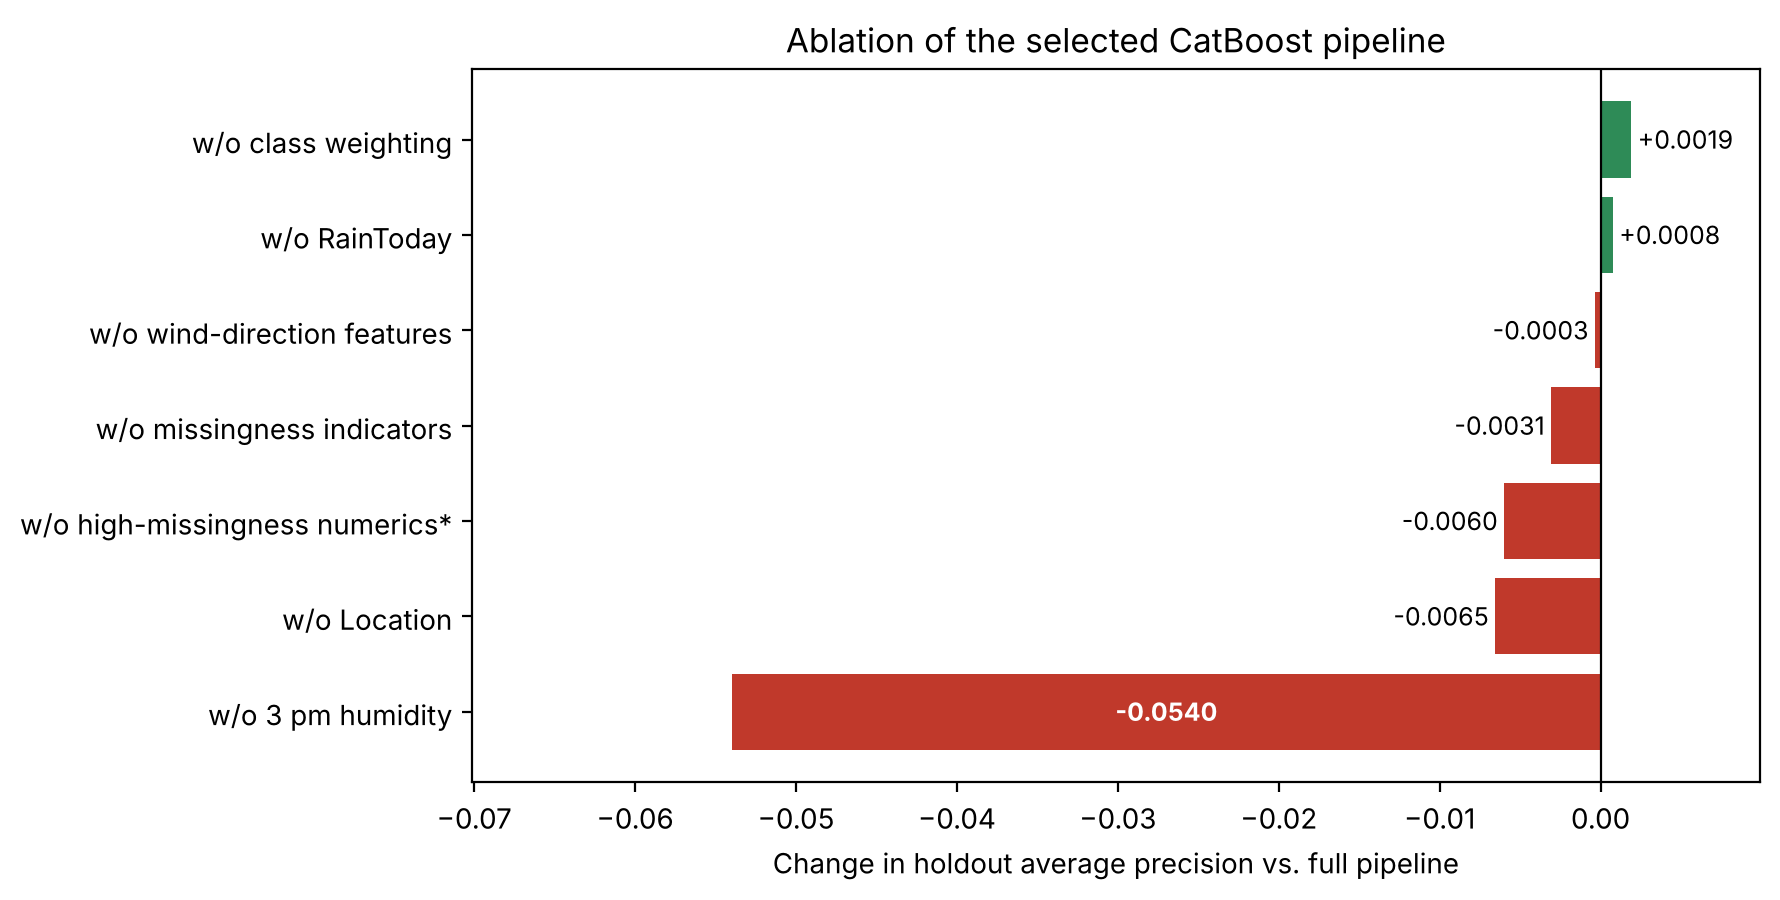 Ablation of the selected CatBoost pipeline
w/o class weighting
+0.0019
w/o RainToday
+0.0008
w/o wind-direction features
-0.0003
w/o missingness indicators
-0.0031
w/o high-missingness numerics*
-0.0060
w/o Location
-0.0065
w/o 3 pm humidity
-0.0540
−0.07
−0.06
−0.05
−0.04
−0.03
−0.02
−0.01
0.00
Change in holdout average precision vs. full pipeline